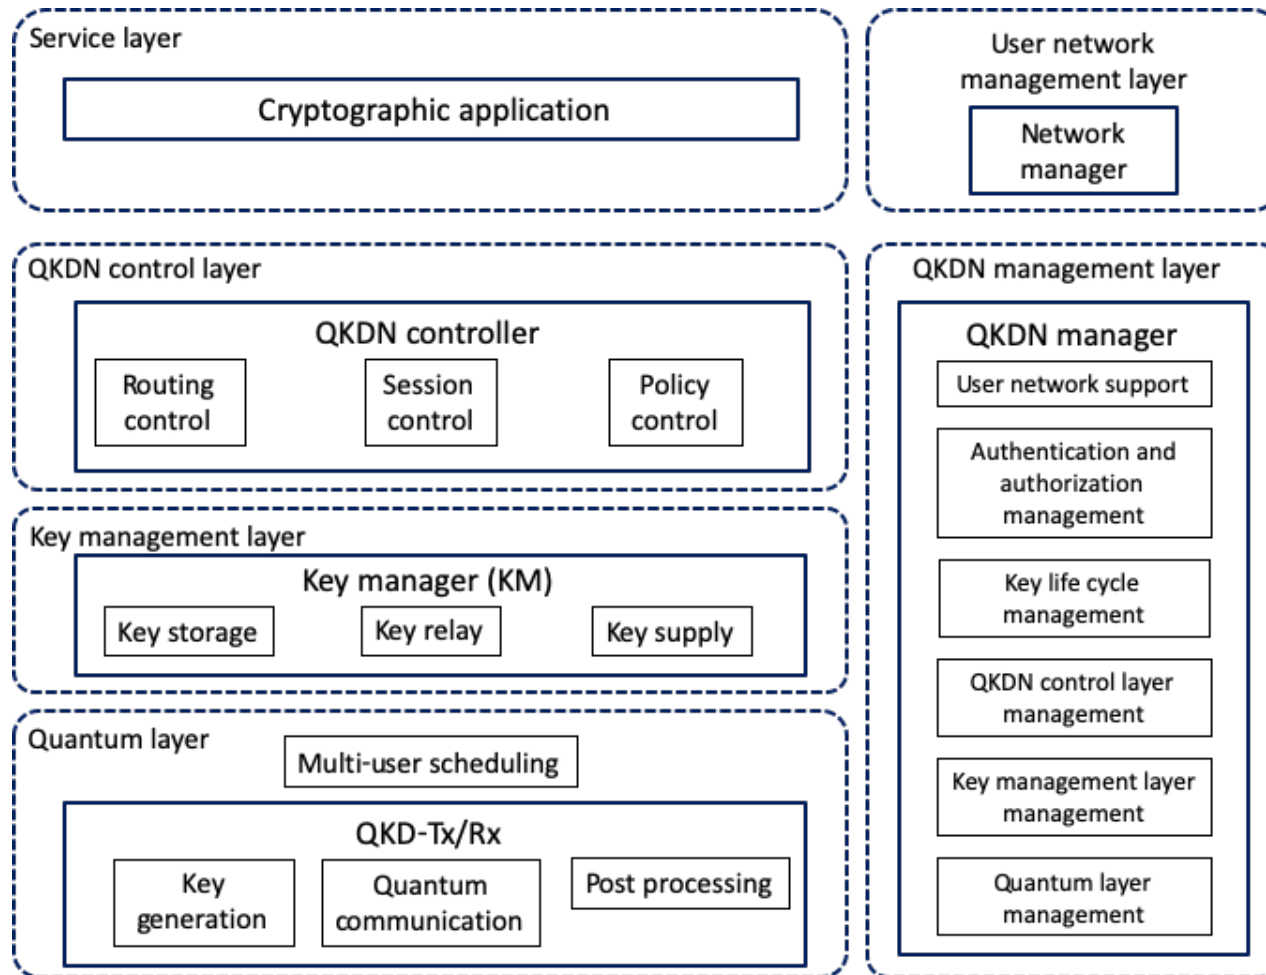 Service layer
Cryptographic application
User network
management layer
Network
manager
QKDN control layer
QKDN controller
Routing
control
Session
control
Policy
control
Key management layer
Key manager (KM)
Key storage
Key relay
Key supply
Quantum layer
Multi-user scheduling
QKD-Tx/Rx
Key
generation
Quantum
communication
Post processing
QKDN management layer
QKDN manager
User network support
Authentication and
authorization
management
Key life cycle
management
QKDN control layer
management
Key management layer
management
Quantum layer
management